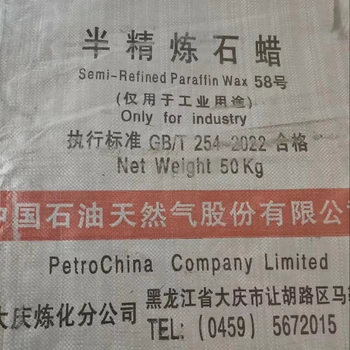 半精炼石蜡
Semi-Refined Paraffin Wax 58号
(仅用于工业用途)
Only for industry
执行标准 GB/T 254-2022 合格
Net Weight 50Kg
中国石油天然气股份有限公
PetroChina Company Limited
大庆炼化分公司
黑龙江省大庆市让胡路区马
TEL: (0459) 5672015